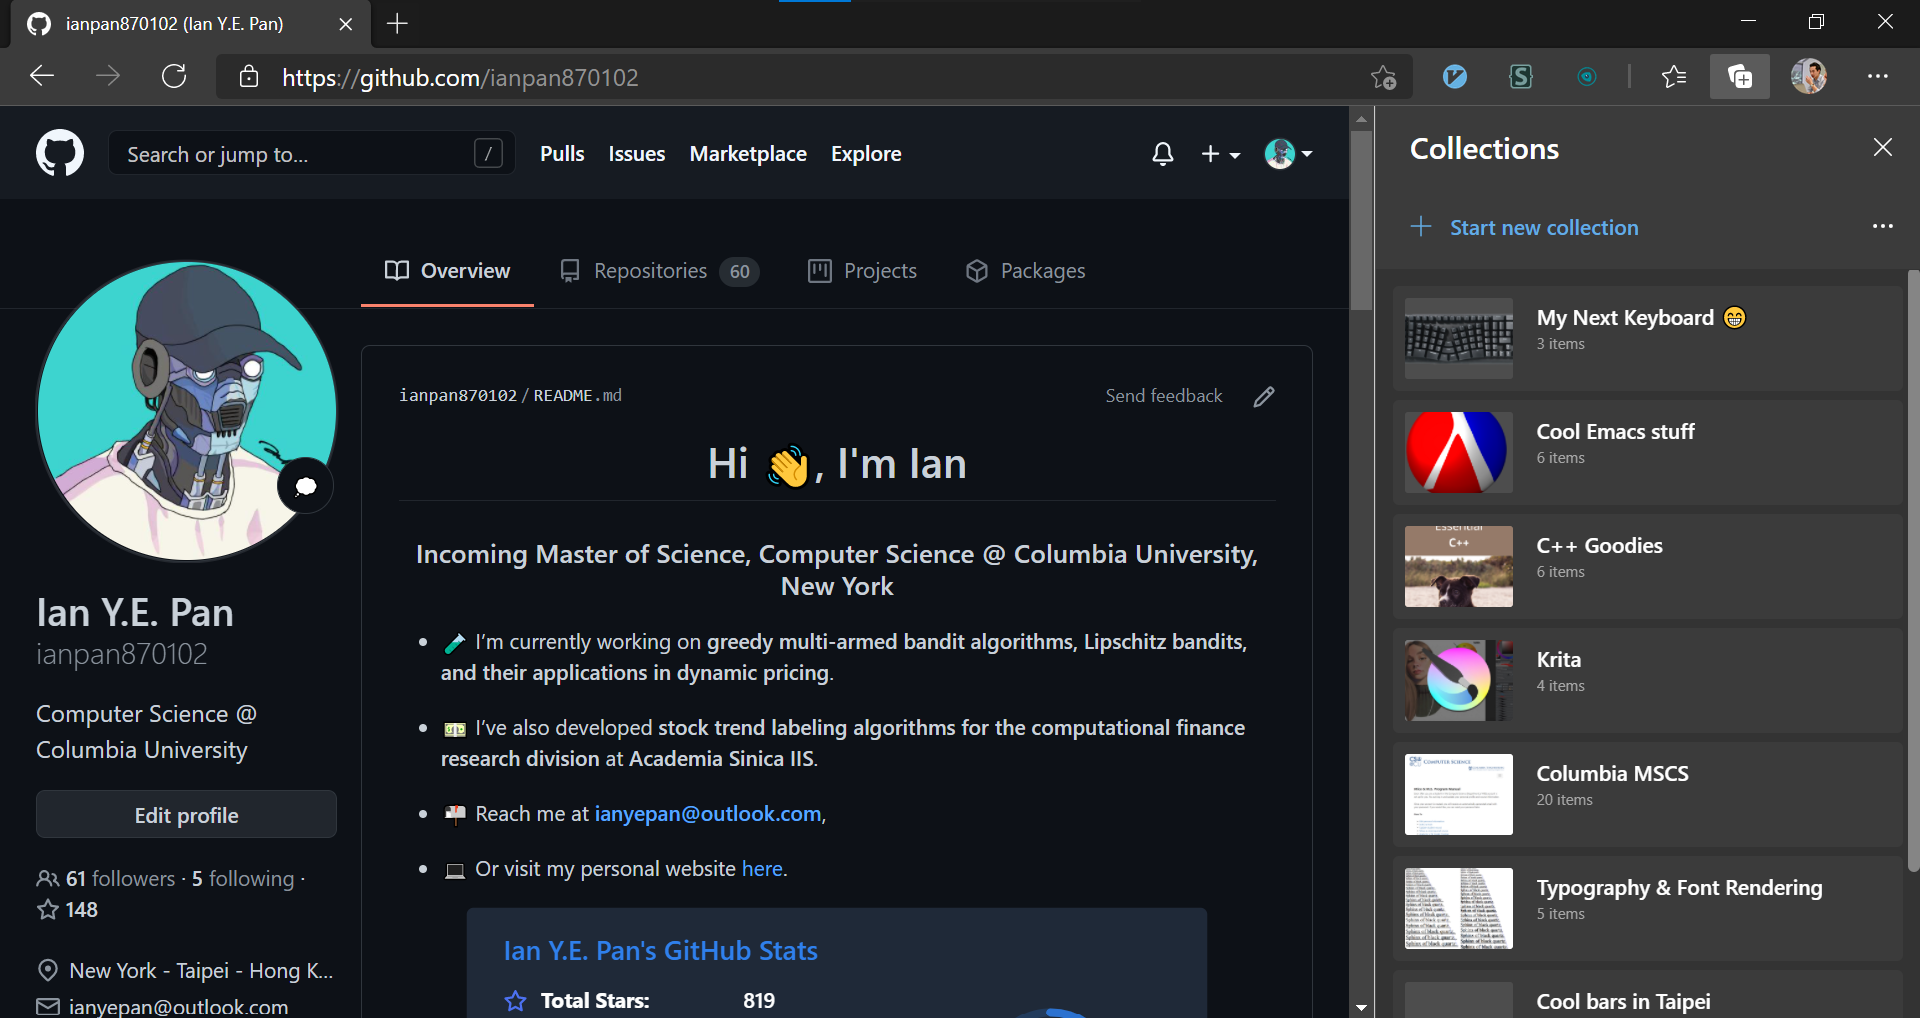 ianpan870102 (Ian Y.E. Pan)
https://github.com/ianpan870102
Search or jump to...
/
Pulls
Issues
Marketplace
Explore
Overview
Repositories 60
Projects
Packages
ianpan870102/README.md
Send feedback
Hi 👋, I'm Ian
Incoming Master of Science, Computer Science @ Columbia University,
New York
I'm currently working on greedy multi-armed bandit algorithms, Lipschitz bandits,
and their applications in dynamic pricing.
I've also developed stock trend labeling algorithms for the computational finance
research division at Academia Sinica IIS.
Reach me at ianyepan@outlook.com,
Or visit my personal website here.
Ian Y.E. Pan's GitHub Stats
Total Stars: 819
Ian Y.E. Pan
ianpan870102
Computer Science @
Columbia University
Edit profile
61 followers · 5 following ·
148
New York - Taipei - Hong K...
ianyepan@outlook.com
Collections
Start new collection
My Next Keyboard 😁
3 items
Cool Emacs stuff
6 items
Essential
C++
C++ Goodies
6 items
Krita
4 items
COMPUTER SCIENCE
Columbia MSCS
20 items
Typography & Font Rendering
5 items
Cool bars in Taipei